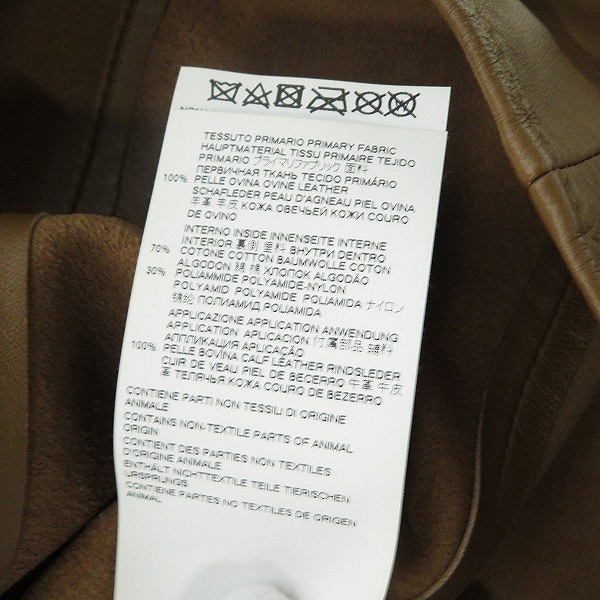 TESSUTO PRIMARIO PRIMARY FABRIC
HAUPTMATERIAL TISSU PRIMAIRE TEJIDO
PRIMARIO プライマリファブリック 面料
ПЕРВИЧНАЯ ТКАНЬ TECIDO PRIMÁRIO
100% PELLE OVINA OVINE LEATHER
SCHAFLEDER PEAU D'AGNEAU PIEL OVINA
羊革 羊皮 КОЖА ОВЕЧЬЕЙ КОЖИ COURO
DE OVINO
INTERNO INSIDE INNENSEITE INTERNE
INTERIOR 裏側 里料 ВНУТРИ DENTRO
70% COTONE COTTON BAUMWOLLE COTON
ALGODON 綿 棉 ХЛОПОК ALGODÃO
30% POLIAMMIDE POLYAMIDE-NYLON
POLYAMID POLYAMIDE POLIAMIDA ナイロン
锦纶 ПОЛИАМИД POLIAMIDA
APPLICAZIONE APPLICATION ANWENDUNG
APPLICATION APLICACION 付属部品 辅料
АППЛИКАЦИЯ APLICAÇÃO
100% PELLE BOVINA CALF LEATHER RINDSLEDER
CUIR DE VEAU PIEL DE BECERRO 牛革 牛皮
革 ТЕЛЯЧЬЯ КОЖА COURO DE BEZERRO
CONTIENE PARTI NON TESSILI DI ORIGINE
ANIMALE
CONTAINS NON-TEXTILE PARTS OF ANIMAL
ORIGIN
CONTIENT DES PARTIES NON TEXTILES
D'ORIGINE ANIMALE
ENTHÄLT NICHTTEXTILE TEILE TIERISCHEN
URSPRUNGS
CONTIENE PARTES NO TEXTILES DE ORIGEN
ANIMAL